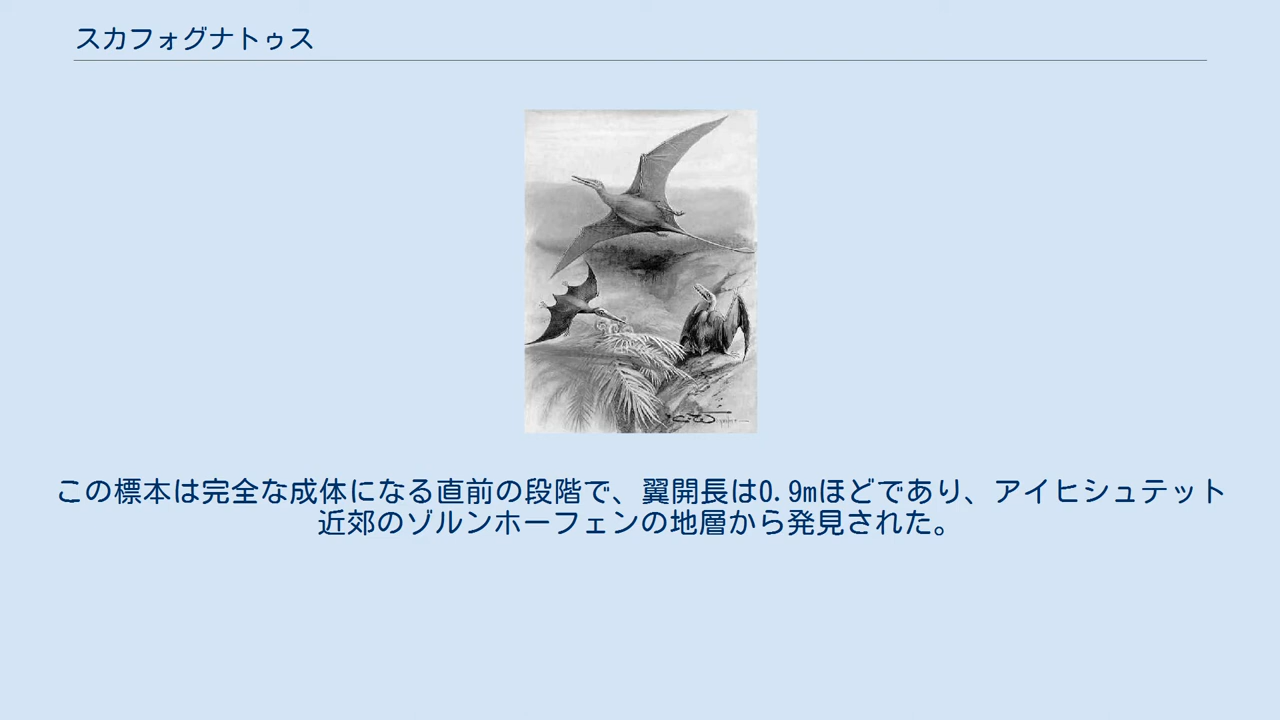 スカフォグナトゥス
この標本は完全な成体になる直前の段階で、翼開長は0.9mほどであり、アイヒシュテット
近郊のゾルンホーフェンの地層から発見された。